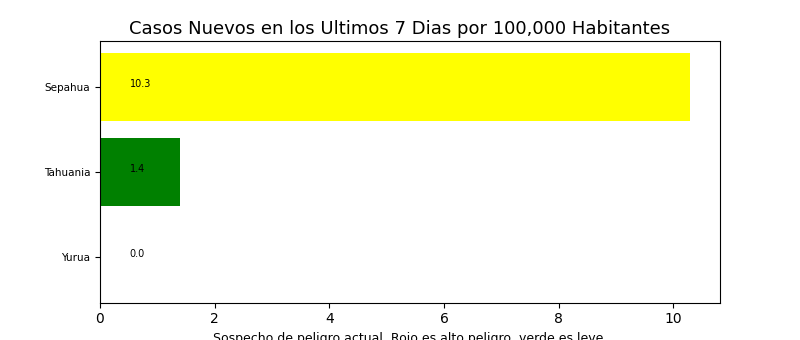 Casos Nuevos en los Ultimos 7 Dias por 100,000 Habitantes
Sepahua
10.3
Tahuania
1.4
Yurua
0.0
0 2 4 6 8 10
Sospecho de peligro actual. Rojo es alto peligro, verde es leve